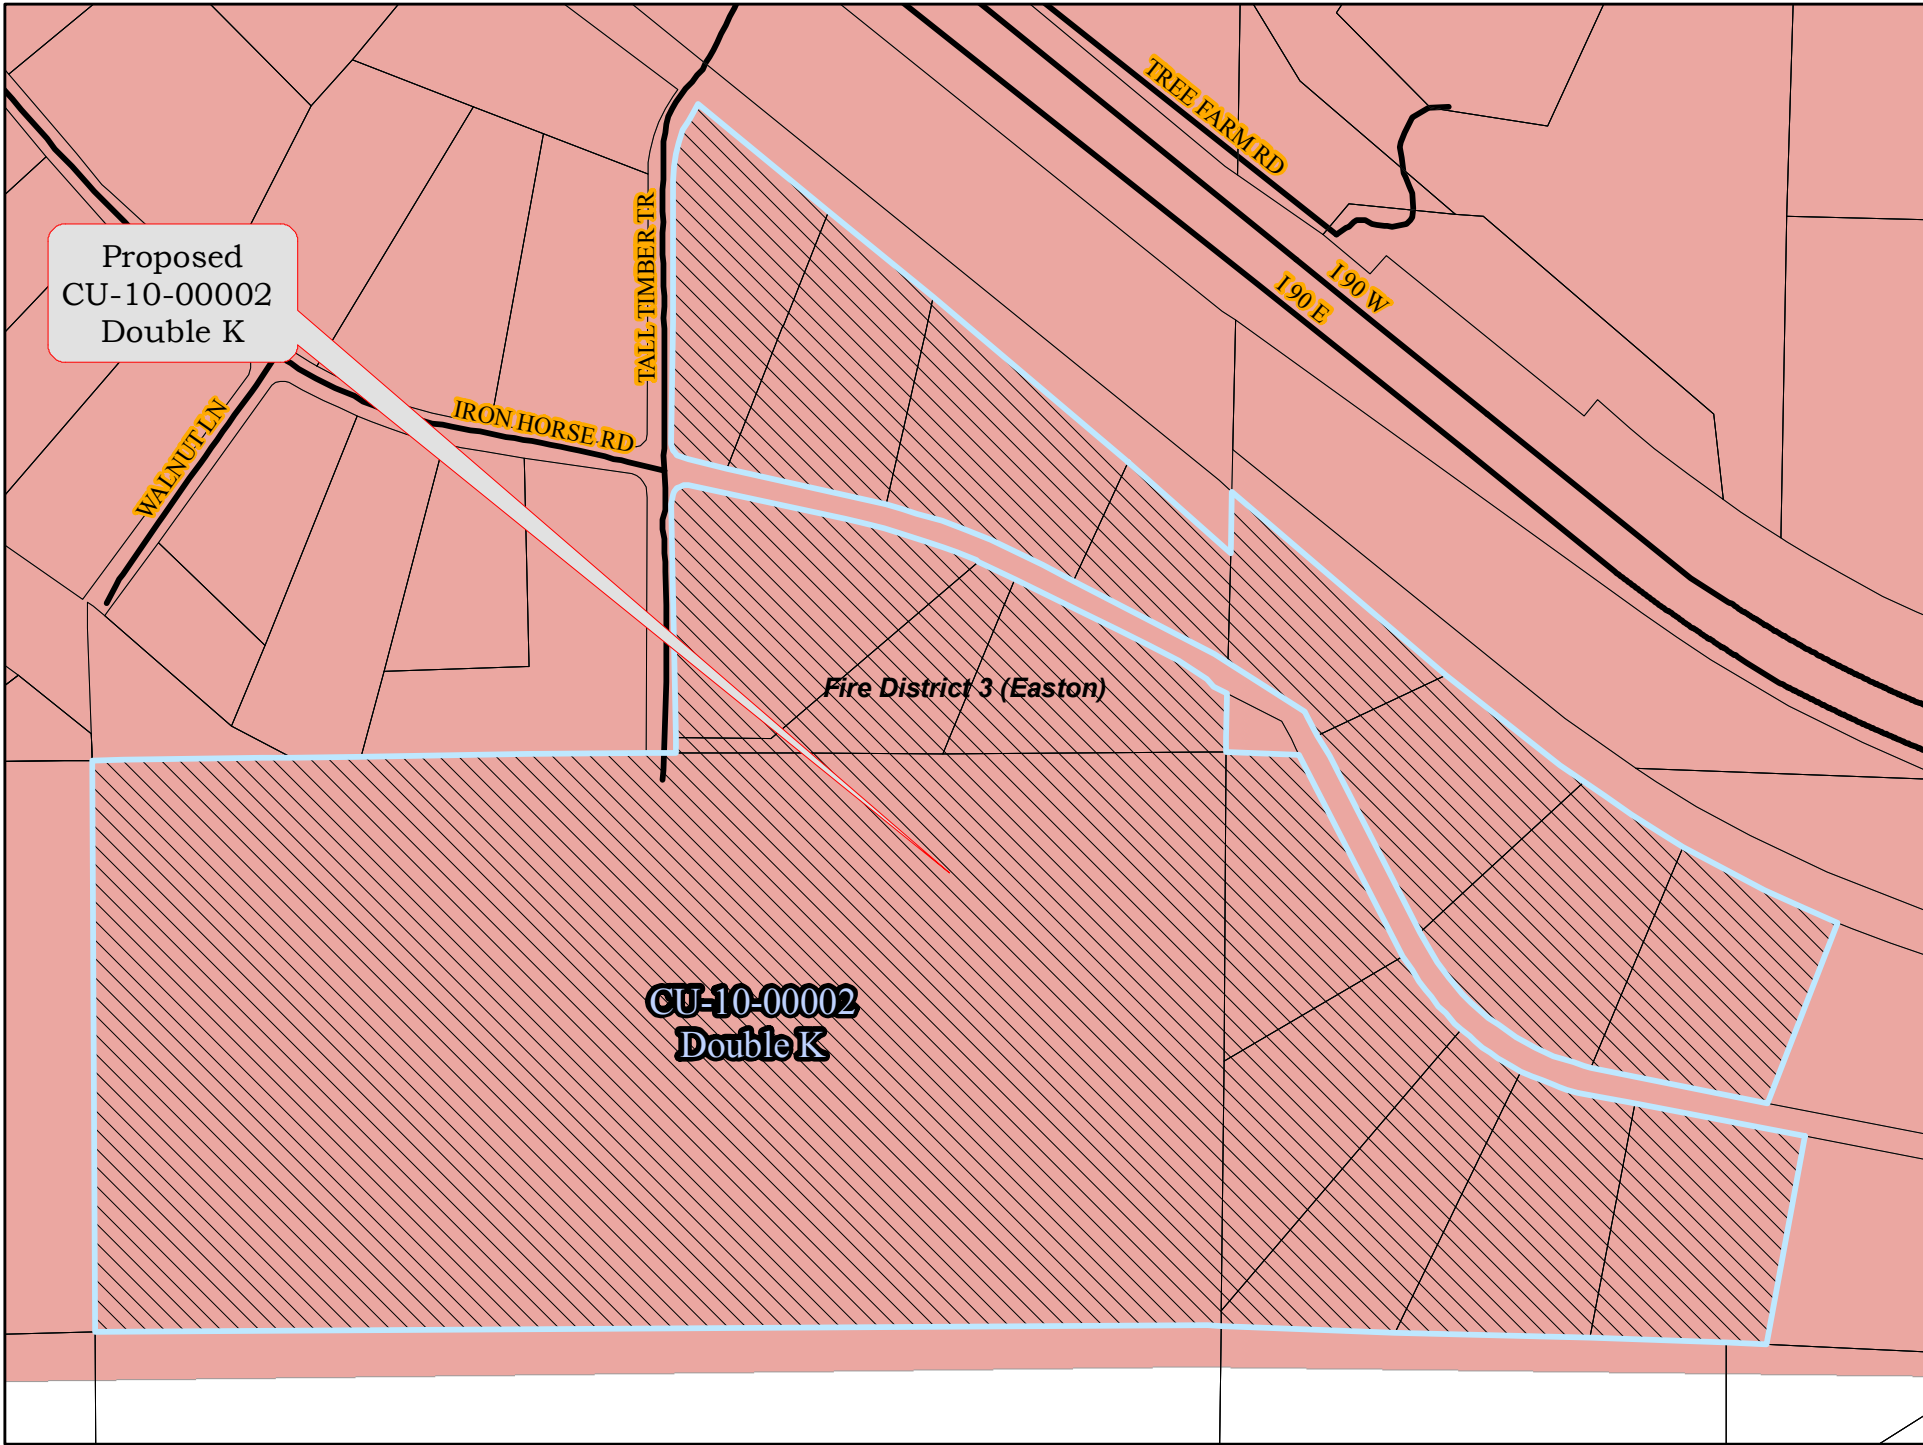 TREE FARM RD
TALL TIMBER TR
Proposed
CU-10-00002
Double K
I 90 W
I 90 E
IRON HORSE RD
WALNUT LN
Fire District 3 (Easton)
CU-10-00002
Double K